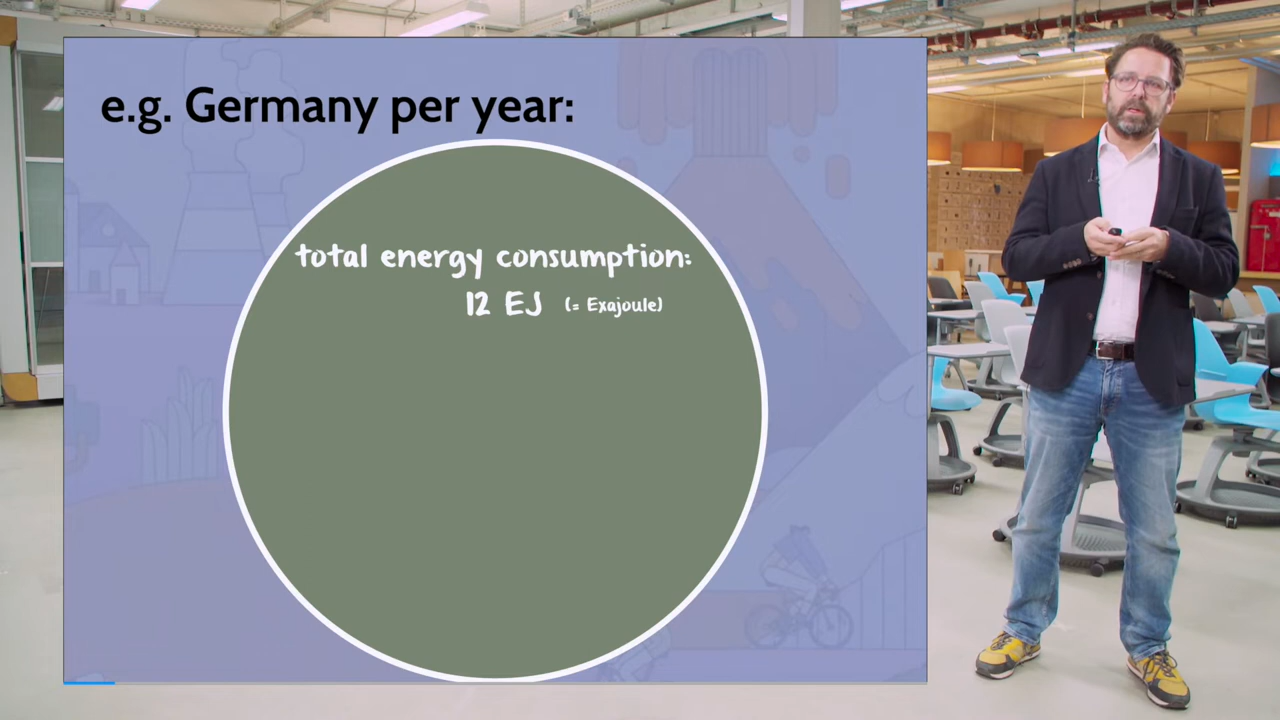 e.g. Germany per year:
total energy consumption:
12 EJ (= Exajoule)